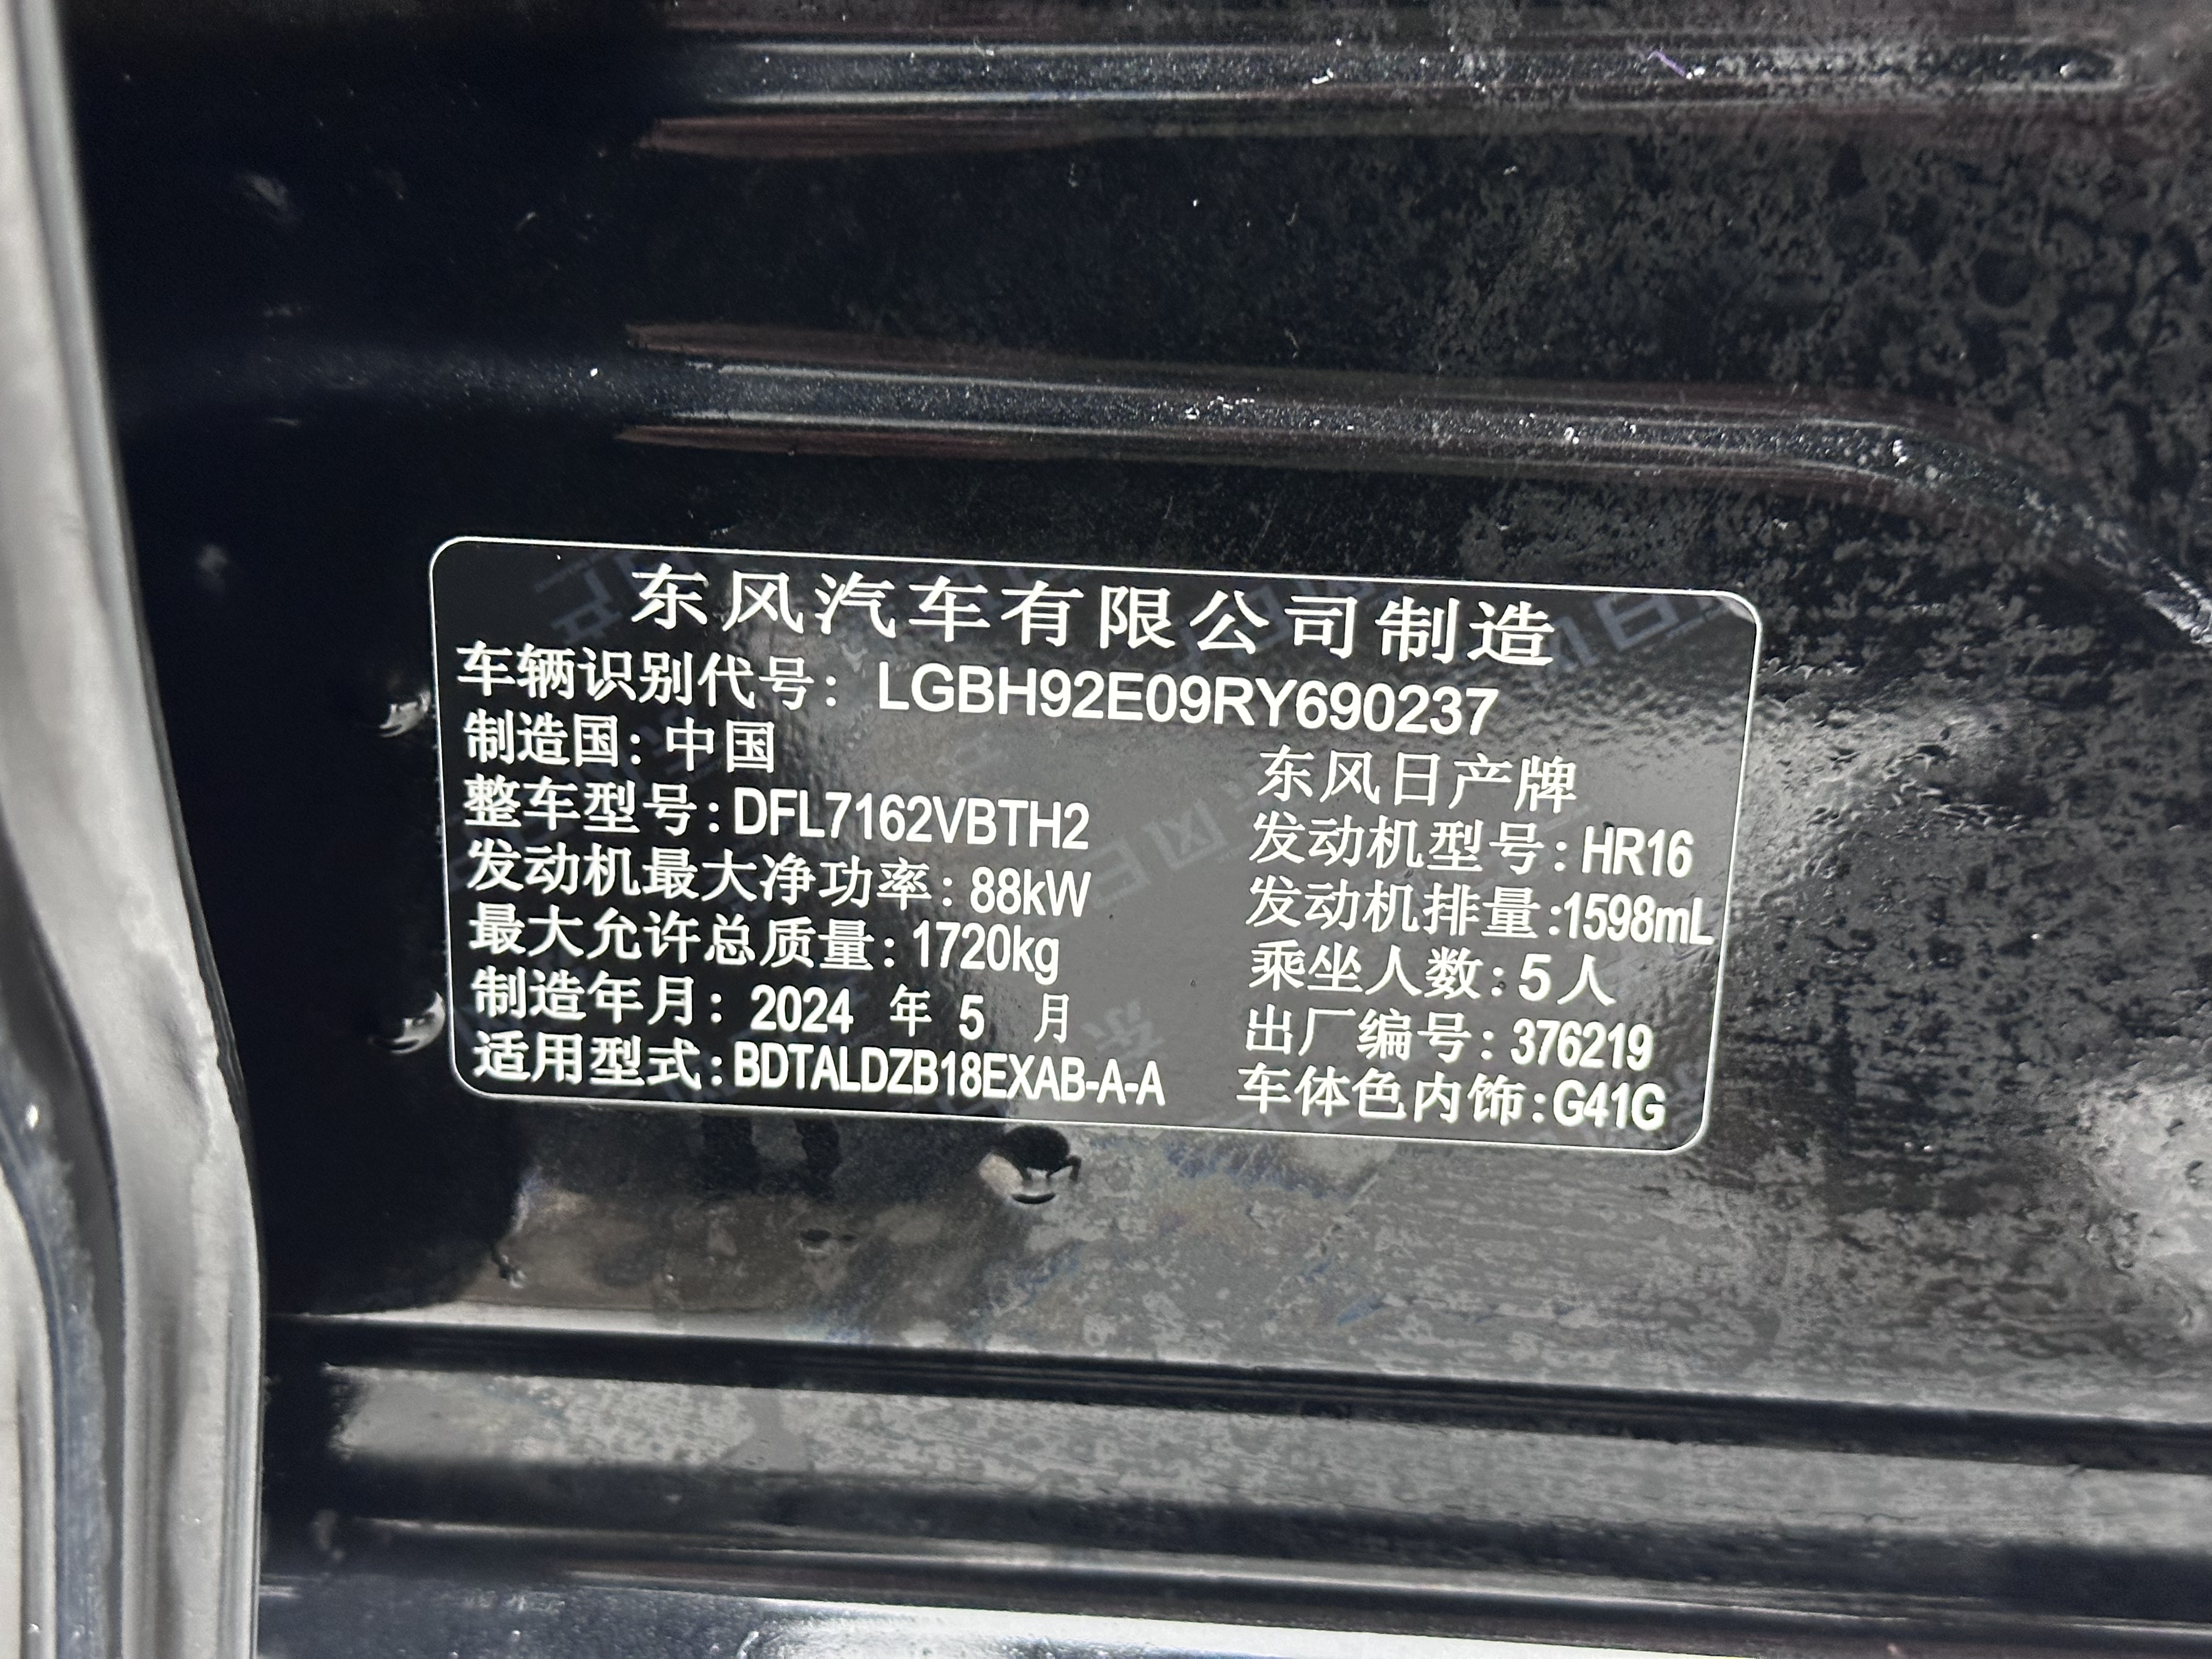 东风汽车有限公司制造
车辆识别代号：LGBH92E09RY690237
制造国：中国 东风日产牌
整车型号：DFL7162VBTH2 发动机型号：HR16
发动机最大净功率：88kW 发动机排量：1598mL
最大允许总质量：1720kg 乘坐人数：5人
制造年月：2024 年 5 月 出厂编号：376219
适用型式：BDTALDZB18EXAB-A-A 车体色内饰：G41G